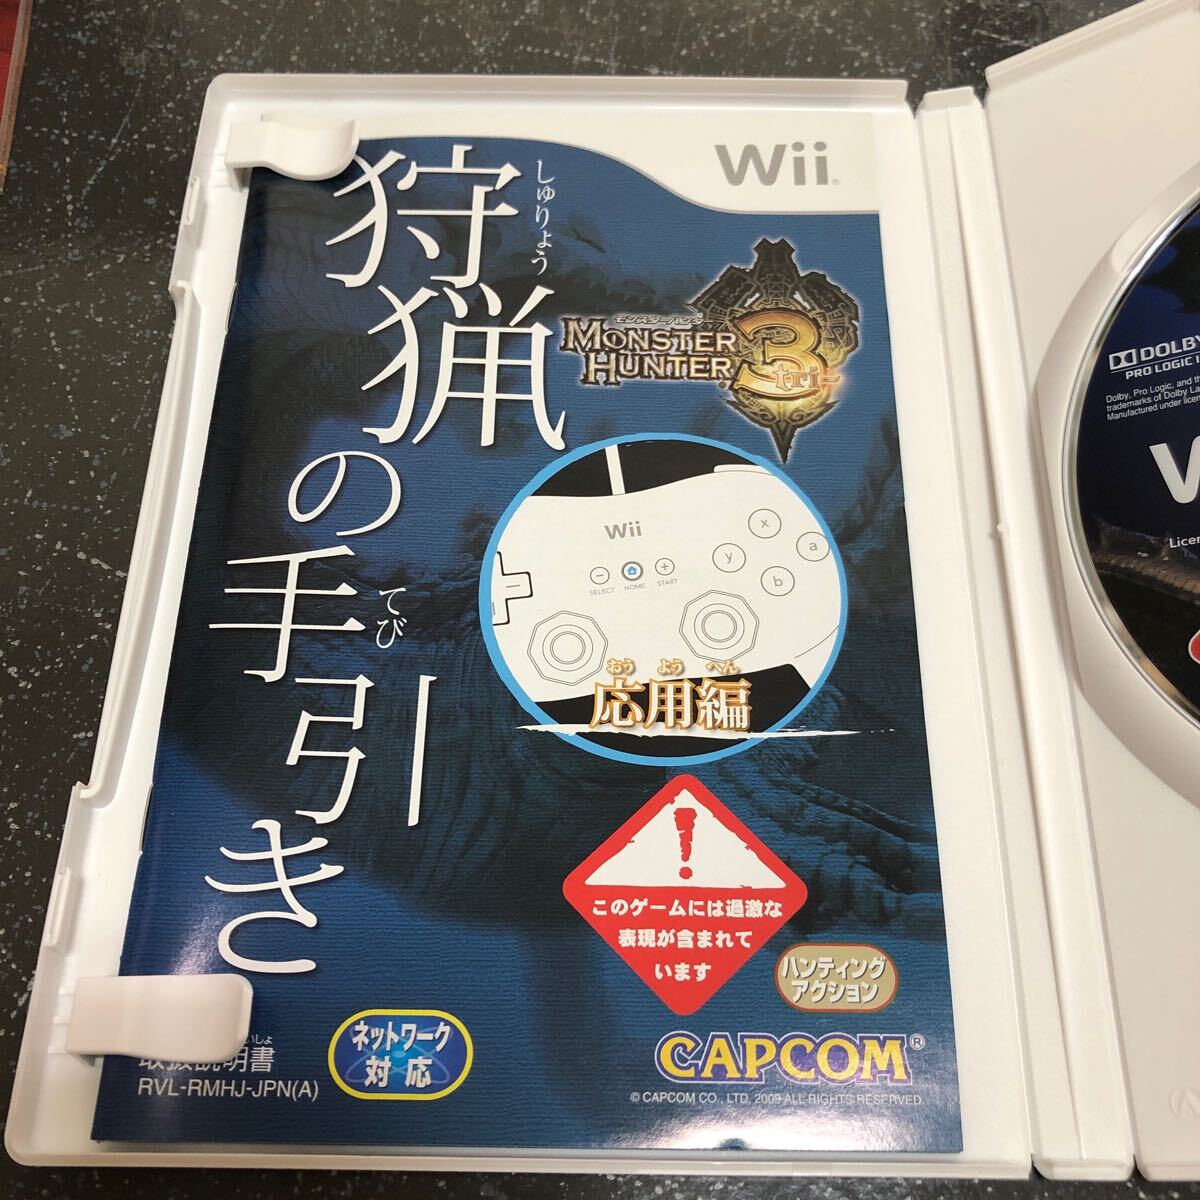 Wii
しゅりょう
狩猟の手引き
てび
モンスターハンター
MONSTER
HUNTER
3
tri-
Wii
SELECT
HOME
START
x
y
a
b
おう よう へん
応用編
このゲームには過激な
表現が含まれて
います
ハンティング
アクション
ネットワーク
対応
取扱説明書
RVL-RMHJ-JPN(A)
CAPCOM®
© CAPCOM CO., LTD. 2009 ALL RIGHTS RESERVED.
DOLBY
PRO LOGIC
Dolby, Pro Logic, and
trademarks of Dolby
Manufactured under